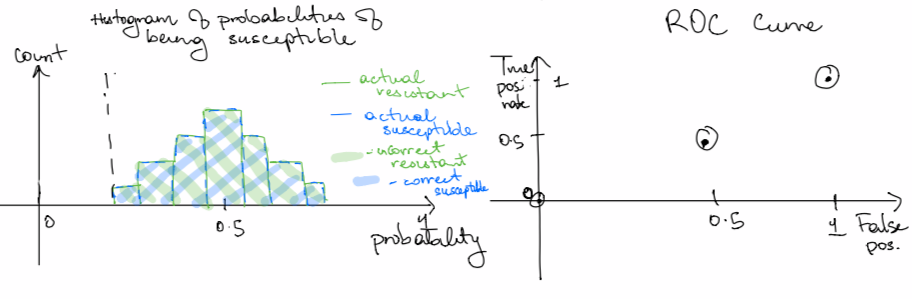 Histogram of probabilities of
being susceptible
count
actual
resistant
actual
susceptible
- incorrect
resistant
- correct
susceptible
0
0.5
1
probability
ROC Curve
True
pos.
rate
1
0.5
0
0.5
1
False
pos.